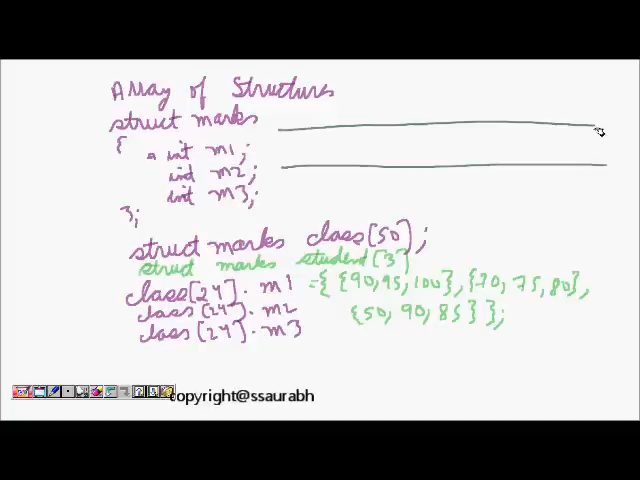 Array of Structures
struct marks
{ int m1;
int m2;
int m3;
};
struct marks class[50];
struct marks student[3]
={ {90,95,100}, {70,75,80},
{50,90,85} };
class[24].m1
class[24].m2
class[24].m3
copyright@ssaurabh